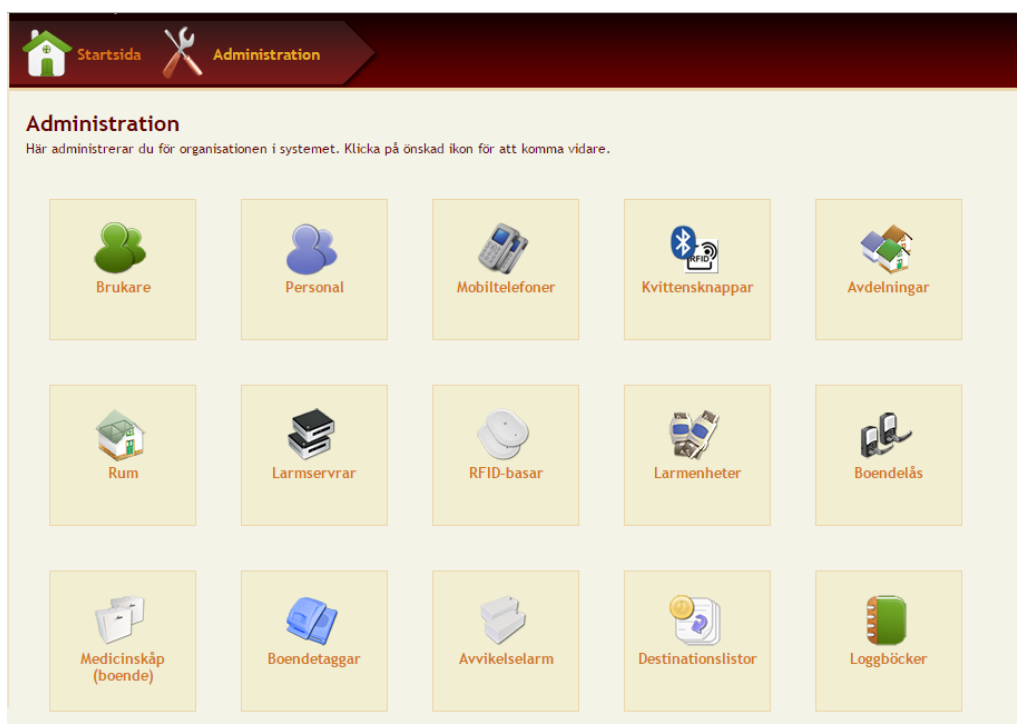 Startsida
Administration
Administration
Här administrerar du för organisationen i systemet. Klicka på önskad ikon för att komma vidare.
Brukare
Personal
Mobiltelefoner
RFID
Kvittensknappar
Avdelningar
Rum
Larmservrar
RFID-basar
Larmenheter
Boendelås
Medicinskåp
(boende)
Boendetaggar
Avvikelselarm
Destinationslistor
Loggböcker